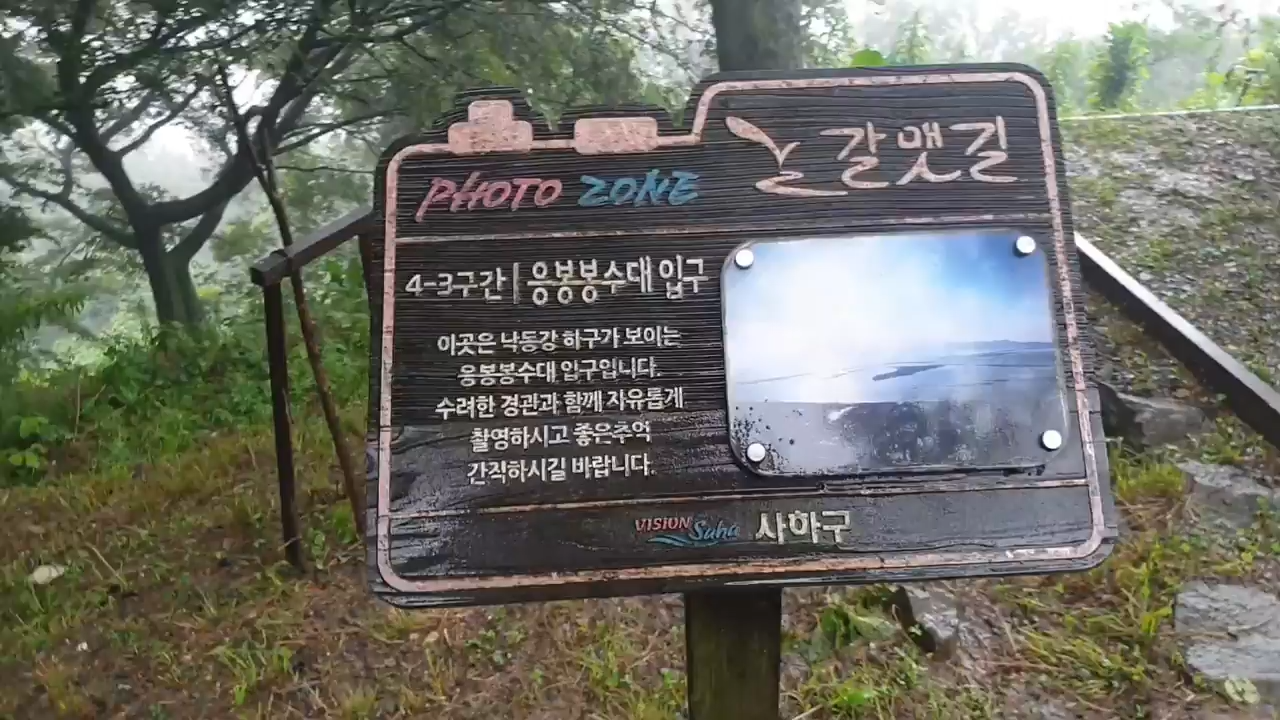 PHOTO ZONE
갈맷길
4-3구간 | 응봉봉수대 입구
이곳은 낙동강 하구가 보이는
응봉봉수대 입구입니다.
수려한 경관과 함께 자유롭게
촬영하시고 좋은추억
간직하시길 바랍니다.
VISION Saha 사하구